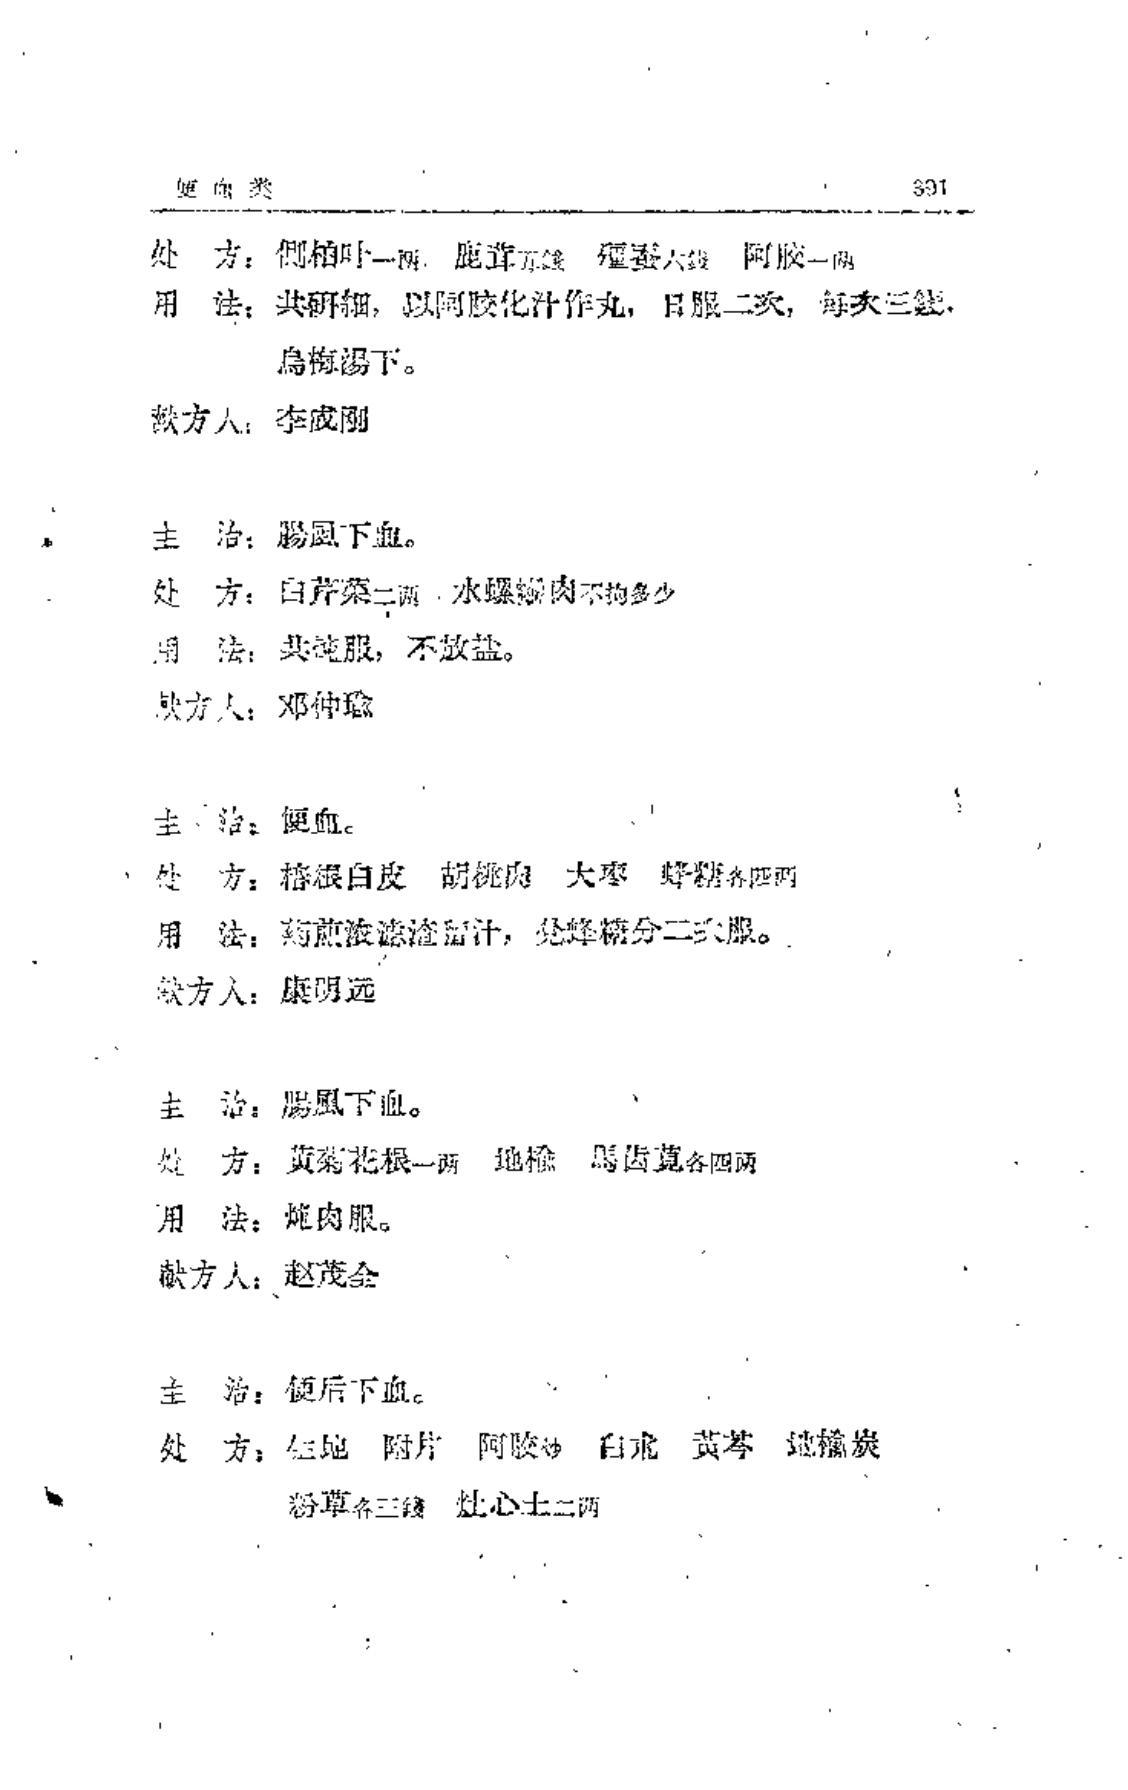 便血类 391
处 方：側柏叶一两 鹿茸五錢 殭蚕六錢 阿胶一两
用 法：共研細，以阿胶化汁作丸，日服二次，每次三錢，
烏梅湯下。
献方人：李成刚
主 治：腸風下血。
处 方：白芹菜二两 水螺螄肉不拘多少
用 法：共炖服，不放盐。
献方人：邓仲瑜
主 治：便血。
处 方：椿根白皮 胡桃肉 大枣 蜂糖各四两
用 法：药煎浓滤渣留汁，兑蜂糖分二次服。
献方人：康明远
主 治：腸風下血。
处 方：黄菊花根一两 地榆 馬齿莧各四两
用 法：炖肉服。
献方人：赵茂全
主 治：便后下血。
处 方：生地 附片 阿胶炒 白朮 黄芩 地榆炭
粉草各三錢 灶心土二两